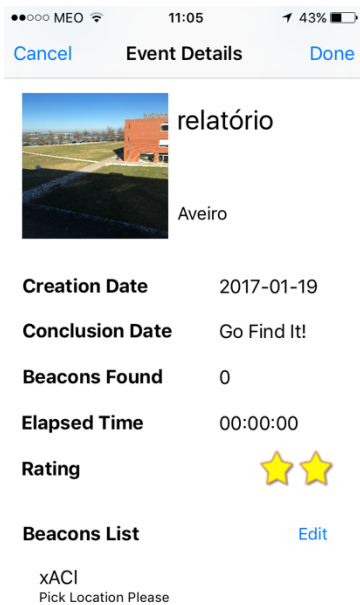 MEO 11:05 43%
Cancel Event Details Done
relatório
Aveiro
Creation Date 2017-01-19
Conclusion Date Go Find It!
Beacons Found 0
Elapsed Time 00:00:00
Rating
Beacons List Edit
xACl
Pick Location Please